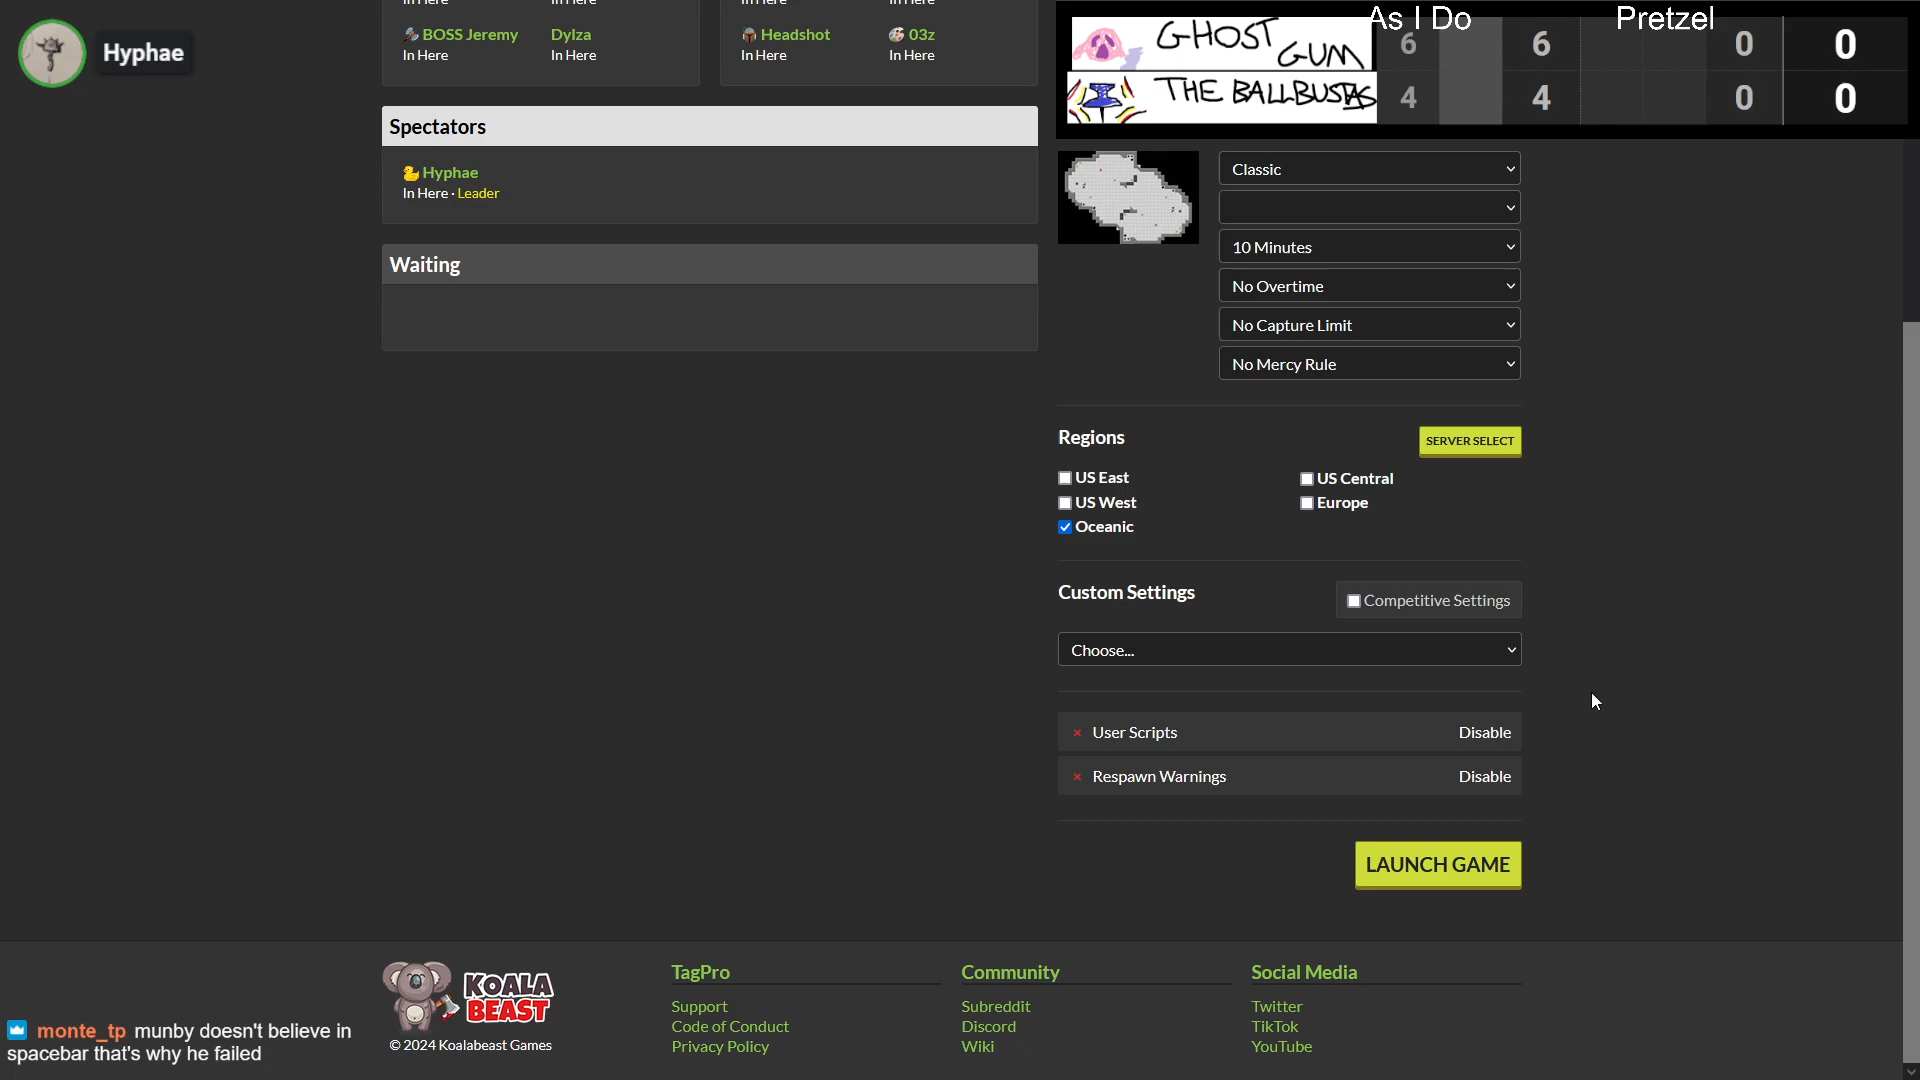 Hyphae
In Here In Here In Here In Here
BOSS Jeremy Dylza Headshot 03z
In Here In Here In Here In Here
As I Do Pretzel
GHOST GUM 6 6 0 0
THE BALLBUSTAS 4 4 0 0
Spectators
Hyphae
In Here · Leader
Waiting
Classic
10 Minutes
No Overtime
No Capture Limit
No Mercy Rule
Regions SERVER SELECT
US East US Central
US West Europe
Oceanic
Custom Settings Competitive Settings
Choose...
User Scripts Disable
Respawn Warnings Disable
LAUNCH GAME
KOALA
BEAST
© 2024 Koalabeast Games
TagPro
Support
Code of Conduct
Privacy Policy
Community
Subreddit
Discord
Wiki
Social Media
Twitter
TikTok
YouTube
monte_tp munby doesn't believe in
spacebar that's why he failed